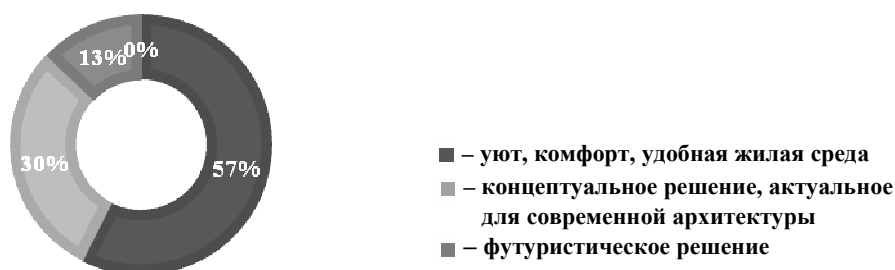 13%
0%
30%
57%
– уют, комфорт, удобная жилая среда
– концептуальное решение, актуальное
для современной архитектуры
– футуристическое решение